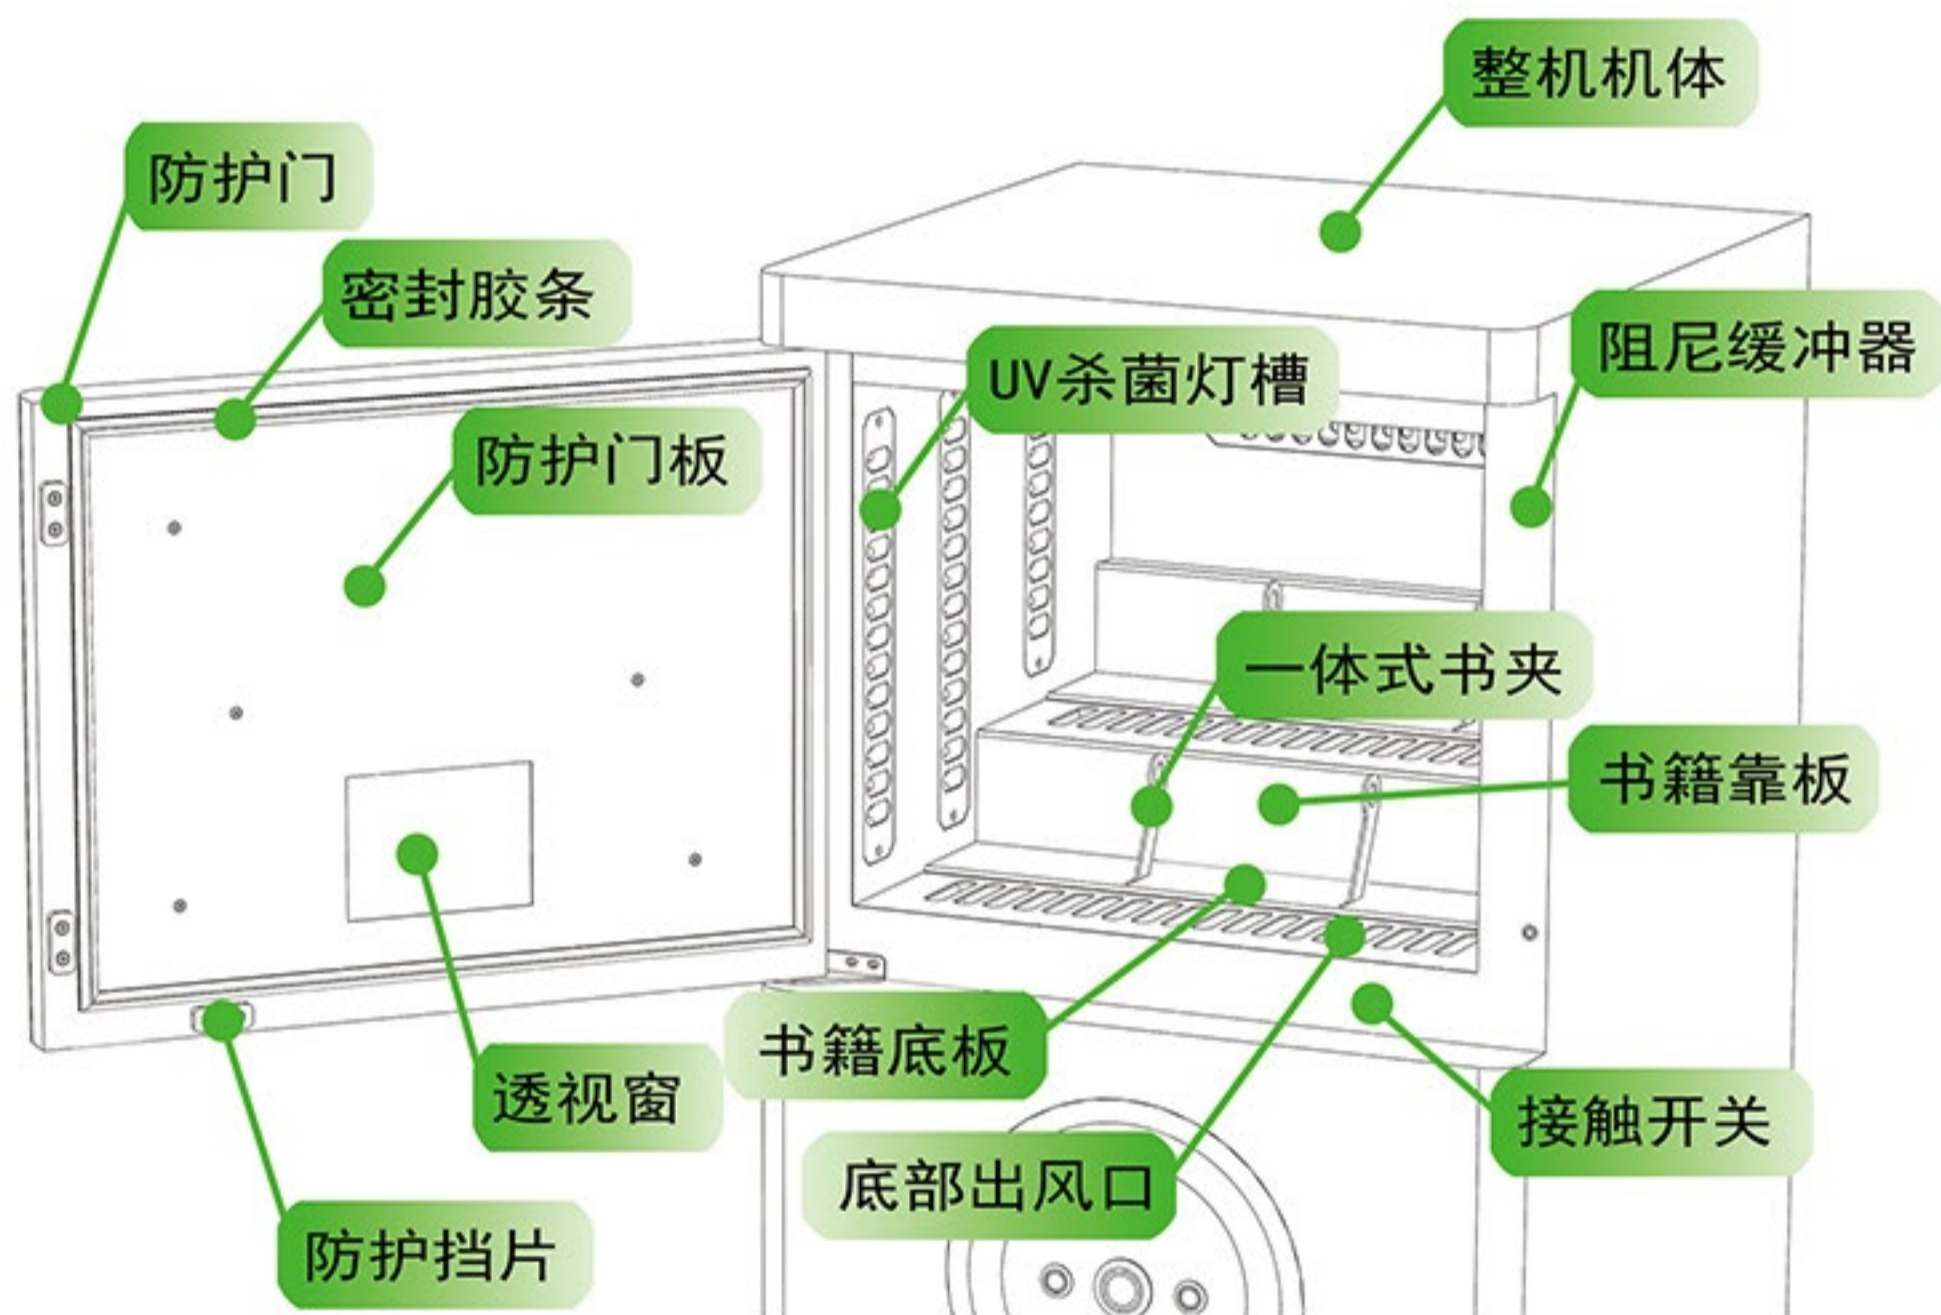 整机机体
防护门
密封胶条
阻尼缓冲器
UV杀菌灯槽
防护门板
一体式书夹
书籍靠板
书籍底板
透视窗
接触开关
底部出风口
防护挡片